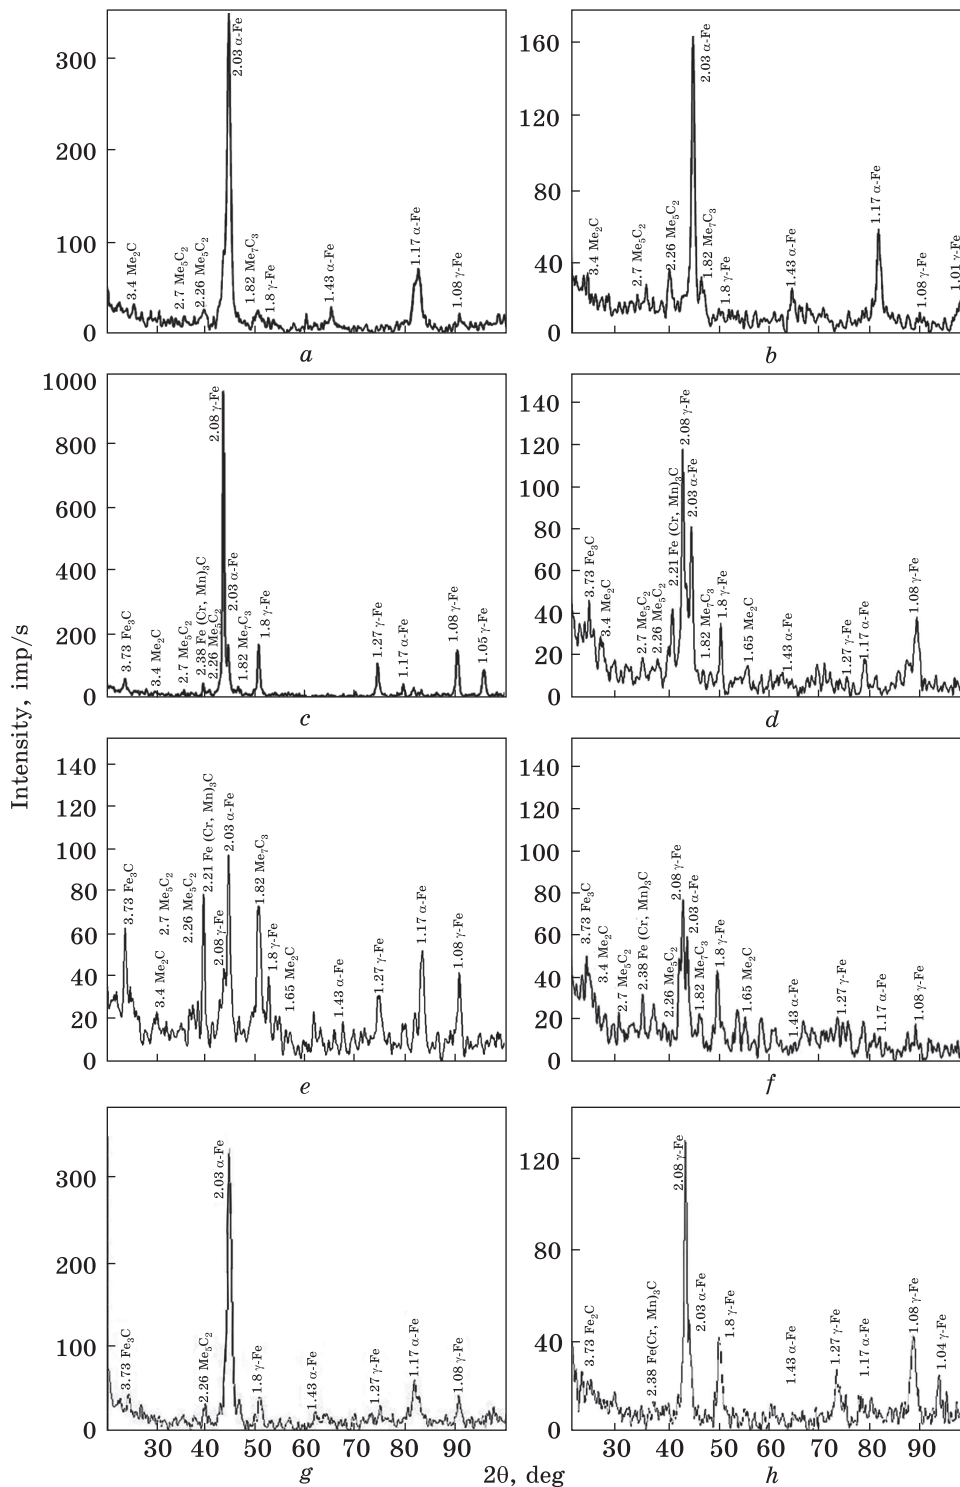 Intensity, imp/s
300
200
100
0
3.4 Me₂C
2.7 Me₅C₂
2.26 Me₅C₂
2.03 α-Fe
1.82 Me₇C₃
1.8 γ-Fe
1.43 α-Fe
1.17 α-Fe
1.08 γ-Fe
a
160
120
80
40
0
3.4 Me₂C
2.7 Me₅C₂
2.26 Me₅C₂
2.03 α-Fe
1.82 Me₇C₃
1.8 γ-Fe
1.43 α-Fe
1.17 α-Fe
1.08 γ-Fe
1.01 γ-Fe
b
1000
800
600
400
200
0
3.73 Fe₃C
3.4 Me₂C
2.7 Me₅C₂
2.38 Fe (Cr, Mn)₃C
2.26 Me₅C₂
2.08 γ-Fe
2.03 α-Fe
1.82 Me₇C₃
1.8 γ-Fe
1.27 γ-Fe
1.17 α-Fe
1.08 γ-Fe
1.05 γ-Fe
c
140
120
100
80
60
40
20
0
3.73 Fe₃C
3.4 Me₂C
2.7 Me₅C₂
2.26 Me₅C₂
2.21 Fe (Cr, Mn)₃C
2.08 γ-Fe
2.03 α-Fe
1.82 Me₇C₃
1.8 γ-Fe
1.65 Me₂C
1.43 α-Fe
1.27 γ-Fe
1.17 α-Fe
1.08 γ-Fe
d
140
120
100
80
60
40
20
0
3.73 Fe₃C
3.4 Me₂C
2.7 Me₅C₂
2.26 Me₅C₂
2.21 Fe (Cr, Mn)₃C
2.08 γ-Fe
2.03 α-Fe
1.82 Me₇C₃
1.8 γ-Fe
1.65 Me₂C
1.43 α-Fe
1.27 γ-Fe
1.17 α-Fe
1.08 γ-Fe
e
140
120
100
80
60
40
20
0
3.73 Fe₃C
3.4 Me₂C
2.7 Me₅C₂
2.38 Fe (Cr, Mn)₃C
2.26 Me₅C₂
2.08 γ-Fe
2.03 α-Fe
1.82 Me₇C₃
1.8 γ-Fe
1.65 Me₂C
1.43 α-Fe
1.27 γ-Fe
1.17 α-Fe
1.08 γ-Fe
f
300
200
100
0
3.73 Fe₃C
2.26 Me₅C₂
2.03 α-Fe
1.8 γ-Fe
1.43 α-Fe
1.27 γ-Fe
1.17 α-Fe
1.08 γ-Fe
30 40 50 60 70 80 90
g
120
80
40
0
3.73 Fe₂C
2.38 Fe(Cr, Mn)₃C
2.08 γ-Fe
2.03 α-Fe
1.8 γ-Fe
1.43 α-Fe
1.27 γ-Fe
1.17 α-Fe
1.08 γ-Fe
1.04 γ-Fe
30 40 50 60 70 80 90
2θ, deg
h